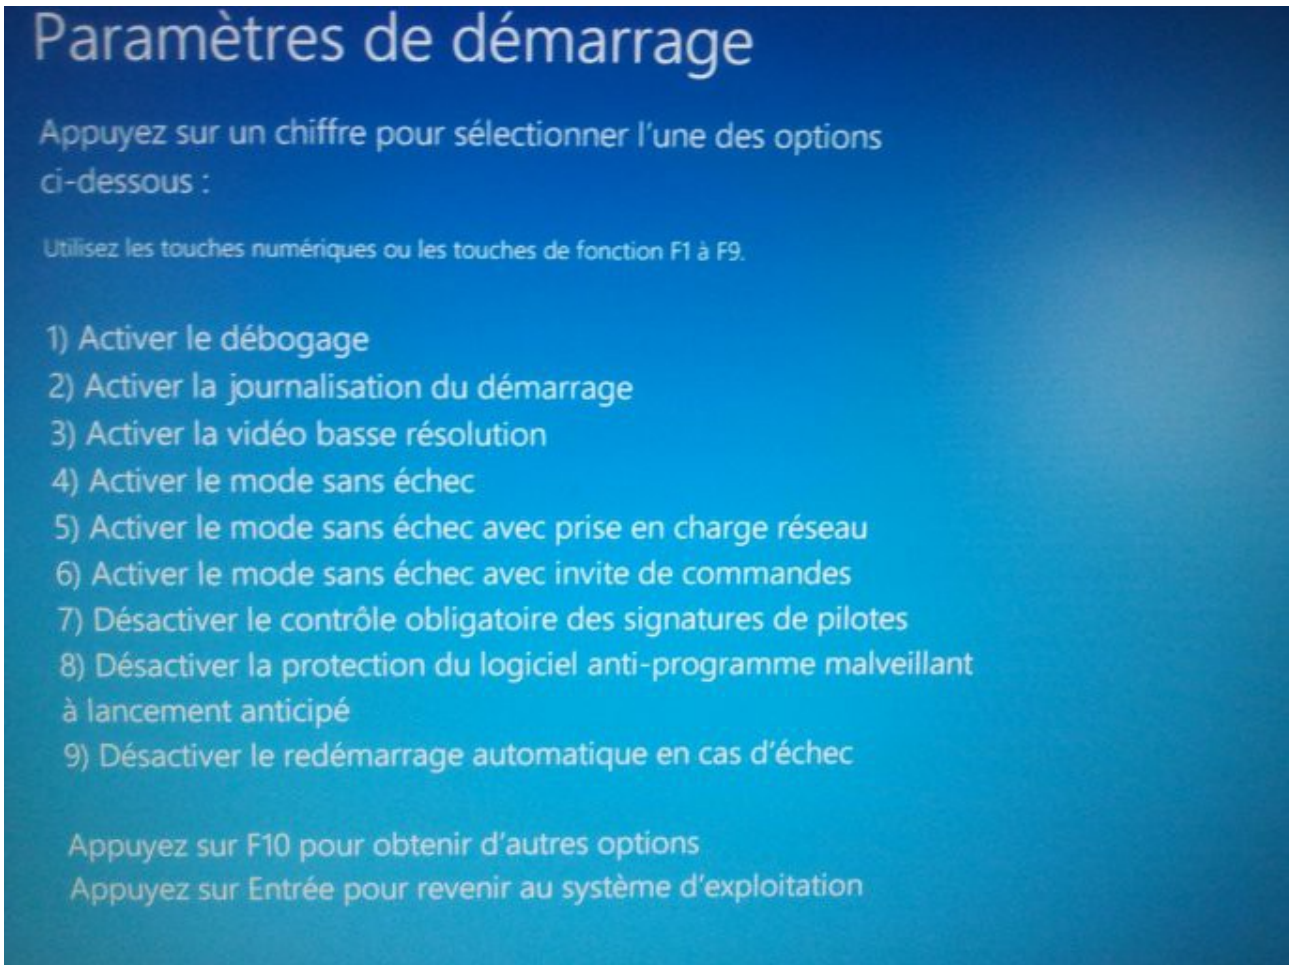 Paramètres de démarrage
Appuyez sur un chiffre pour sélectionner l'une des options
ci-dessous :
Utilisez les touches numériques ou les touches de fonction F1 à F9.
1) Activer le débogage
2) Activer la journalisation du démarrage
3) Activer la vidéo basse résolution
4) Activer le mode sans échec
5) Activer le mode sans échec avec prise en charge réseau
6) Activer le mode sans échec avec invite de commandes
7) Désactiver le contrôle obligatoire des signatures de pilotes
8) Désactiver la protection du logiciel anti-programme malveillant
à lancement anticipé
9) Désactiver le redémarrage automatique en cas d'échec
Appuyez sur F10 pour obtenir d'autres options
Appuyez sur Entrée pour revenir au système d'exploitation